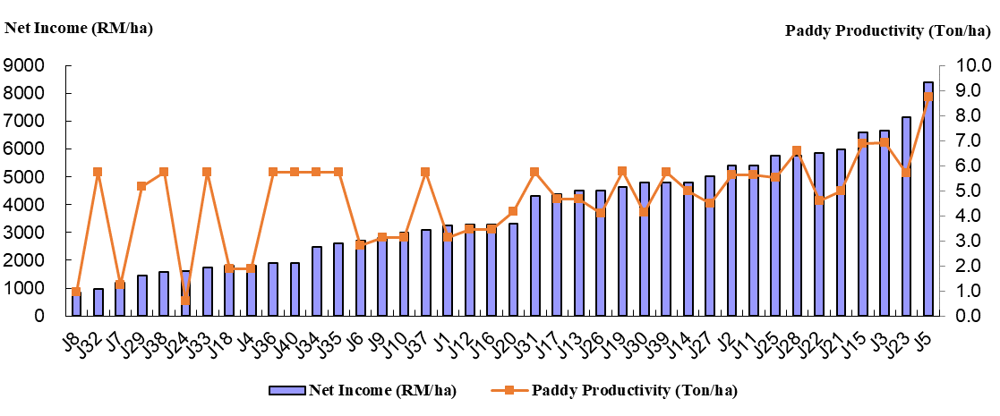 Net Income (RM/ha)
Paddy Productivity (Ton/ha)
9000
8000
7000
6000
5000
4000
3000
2000
1000
0
10.0
9.0
8.0
7.0
6.0
5.0
4.0
3.0
2.0
1.0
0.0
J8
J32
J7
J29
J38
J24
J33
J18
J4
J36
J40
J34
J35
J6
J9
J10
J37
J1
J12
J16
J20
J31
J17
J13
J26
J19
J30
J39
J14
J27
J2
J11
J25
J28
J22
J21
J15
J3
J23
J5
Net Income (RM/ha)
Paddy Productivity (Ton/ha)